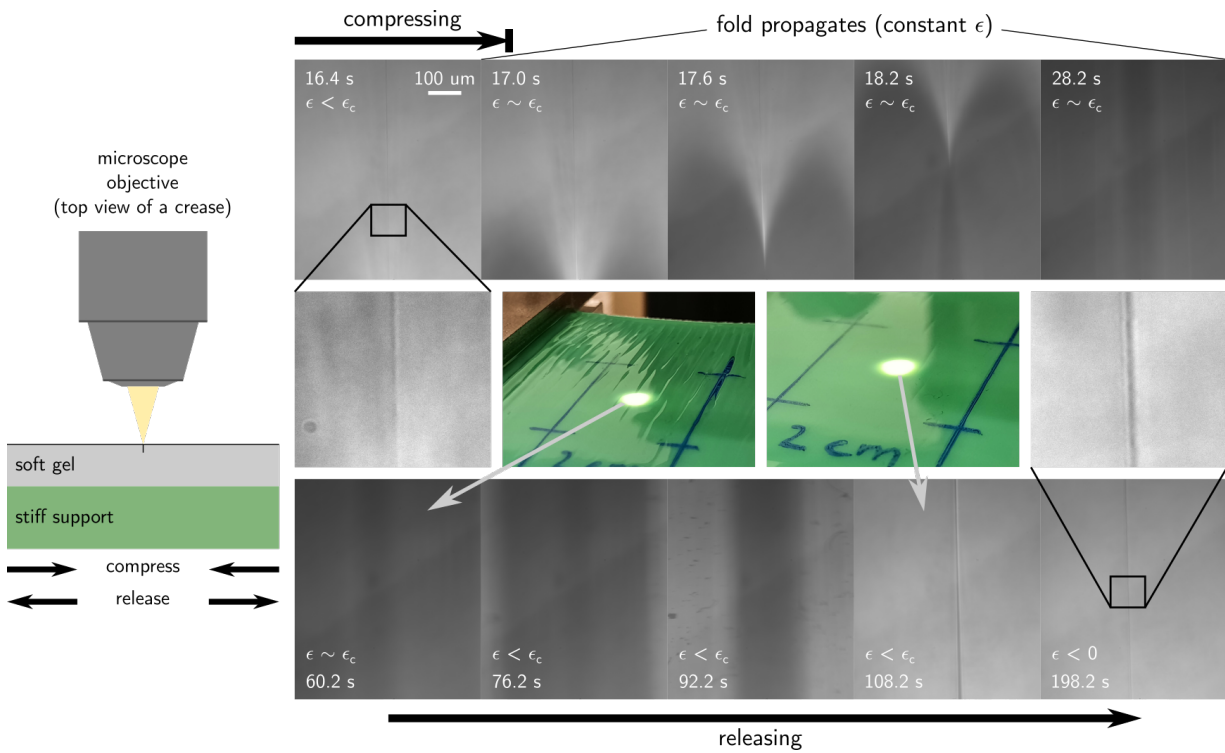 compressing
fold propagates (constant ϵ)
16.4 s
100 um
ϵ < ϵc
17.0 s
ϵ ∼ ϵc
17.6 s
ϵ ∼ ϵc
18.2 s
ϵ ∼ ϵc
28.2 s
ϵ ∼ ϵc
microscope
objective
(top view of a crease)
soft gel
stiff support
compress
release
2 cm
2 cm
ϵ ∼ ϵc
60.2 s
ϵ < ϵc
76.2 s
ϵ < ϵc
92.2 s
ϵ < ϵc
108.2 s
ϵ < 0
198.2 s
releasing